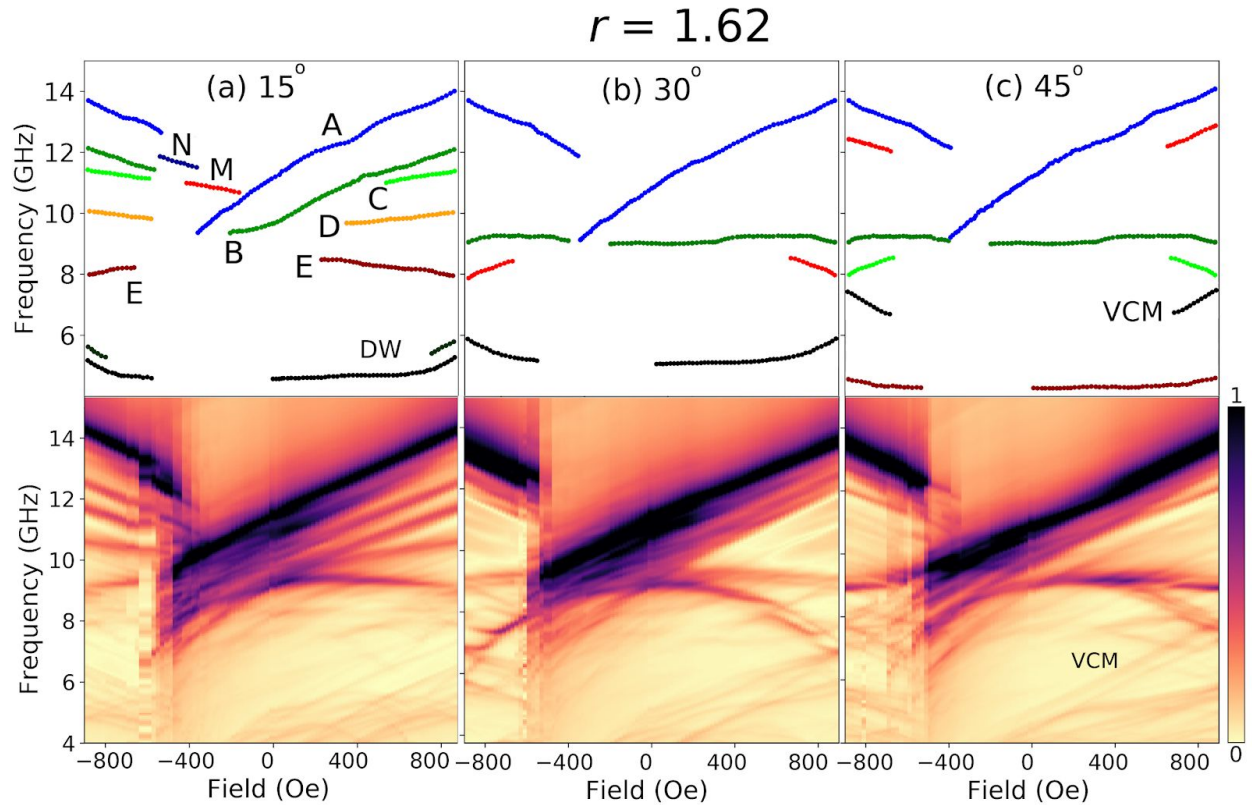 r = 1.62
(a) 15°
(b) 30°
(c) 45°
Frequency (GHz)
14
12
10
8
6
N
M
A
B
C
D
E
E
DW
VCM
Frequency (GHz)
14
12
10
8
6
4
VCM
1
0
−800 −400 0 400 800
−800 −400 0 400 800
−800 −400 0 400 800
Field (Oe)
Field (Oe)
Field (Oe)